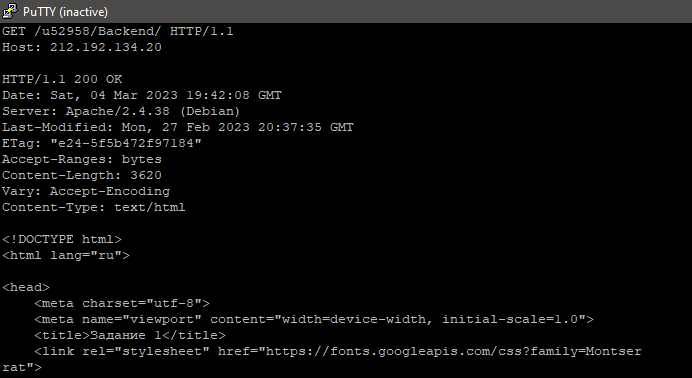 PuTTY (inactive)
GET /u52958/Backend/ HTTP/1.1
Host: 212.192.134.20

HTTP/1.1 200 OK
Date: Sat, 04 Mar 2023 19:42:08 GMT
Server: Apache/2.4.38 (Debian)
Last-Modified: Mon, 27 Feb 2023 20:37:35 GMT
ETag: "e24-5f5b472f97184"
Accept-Ranges: bytes
Content-Length: 3620
Vary: Accept-Encoding
Content-Type: text/html

<!DOCTYPE html>
<html lang="ru">

<head>
    <meta charset="utf-8">
    <meta name="viewport" content="width=device-width, initial-scale=1.0">
    <title>Задание 1</title>
    <link rel="stylesheet" href="https://fonts.googleapis.com/css?family=Montser
rat">